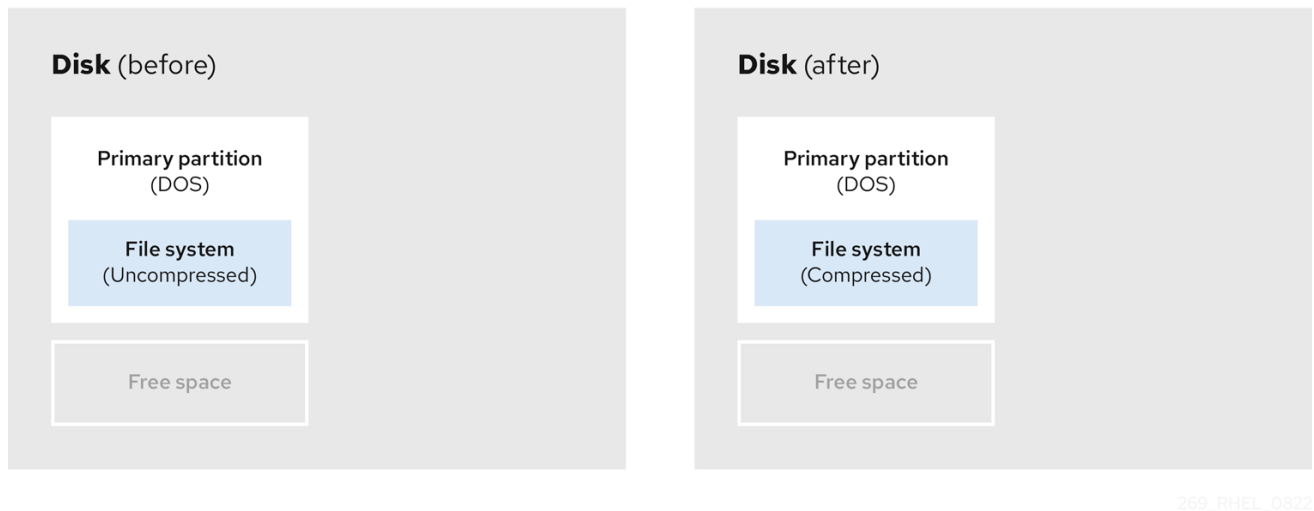 Disk (before)
Primary partition
(DOS)
File system
(Uncompressed)
Free space
Disk (after)
Primary partition
(DOS)
File system
(Compressed)
Free space
269_RHEL_0822